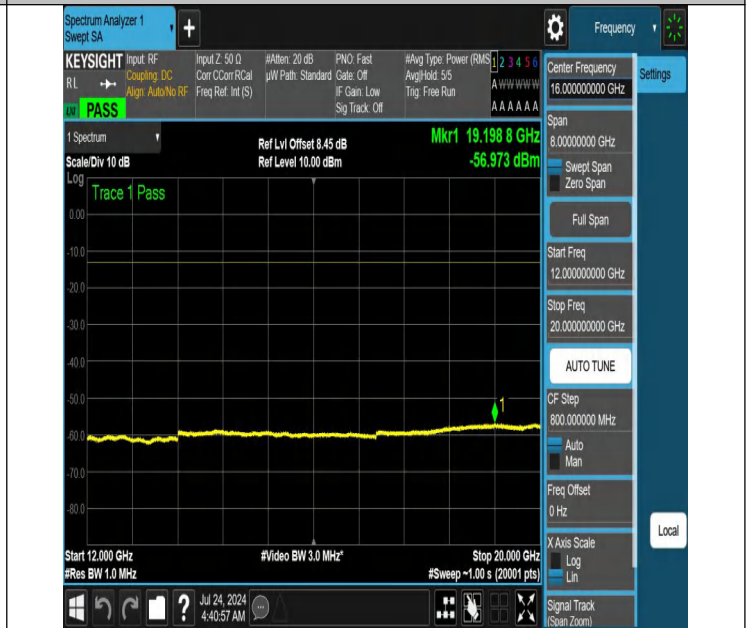 Spectrum Analyzer 1
Swept SA
+
Frequency
KEYSIGHT
RL
PASS
Input: RF
Coupling: DC
Align: Auto/No RF
Input Z: 50 Ω
Corr CCorr RCal
Freq Ref: Int (S)
#Atten: 20 dB
µW Path: Standard
PNO: Fast
Gate: Off
IF Gain: Low
Sig Track: Off
#Avg Type: Power (RMS
Avg|Hold: 5/5
Trig: Free Run
1 2 3 4 5 6
A W W W W W
A A A A A A
1 Spectrum
Scale/Div 10 dB
Log
Ref Lvl Offset 8.45 dB
Ref Level 10.00 dBm
Mkr1 19.198 8 GHz
-56.973 dBm
Trace 1 Pass
0.00
-10.0
-20.0
-30.0
-40.0
-50.0
-60.0
-70.0
-80.0
1
Start 12.000 GHz
#Res BW 1.0 MHz
#Video BW 3.0 MHz*
Stop 20.000 GHz
#Sweep ~1.00 s (20001 pts)
?
Jul 24, 2024
4:40:57 AM
Center Frequency
16.000000000 GHz
Span
8.00000000 GHz
Swept Span
Zero Span
Full Span
Start Freq
12.000000000 GHz
Stop Freq
20.000000000 GHz
AUTO TUNE
CF Step
800.000000 MHz
Auto
Man
Freq Offset
0 Hz
X Axis Scale
Log
Lin
Signal Track
(Span Zoom)
Settings
Local